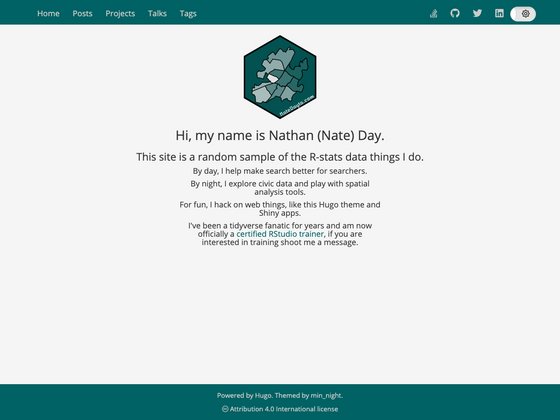 Home Posts Projects Talks Tags
NateDayta.com
Hi, my name is Nathan (Nate) Day.
This site is a random sample of the R-stats data things I do.
By day, I help make search better for searchers.
By night, I explore civic data and play with spatial
analysis tools.
For fun, I hack on web things, like this Hugo theme and
Shiny apps.
I've been a tidyverse fanatic for years and am now
officially a certified RStudio trainer, if you are
interested in training shoot me a message.
Powered by Hugo. Themed by min_night.
Attribution 4.0 International license